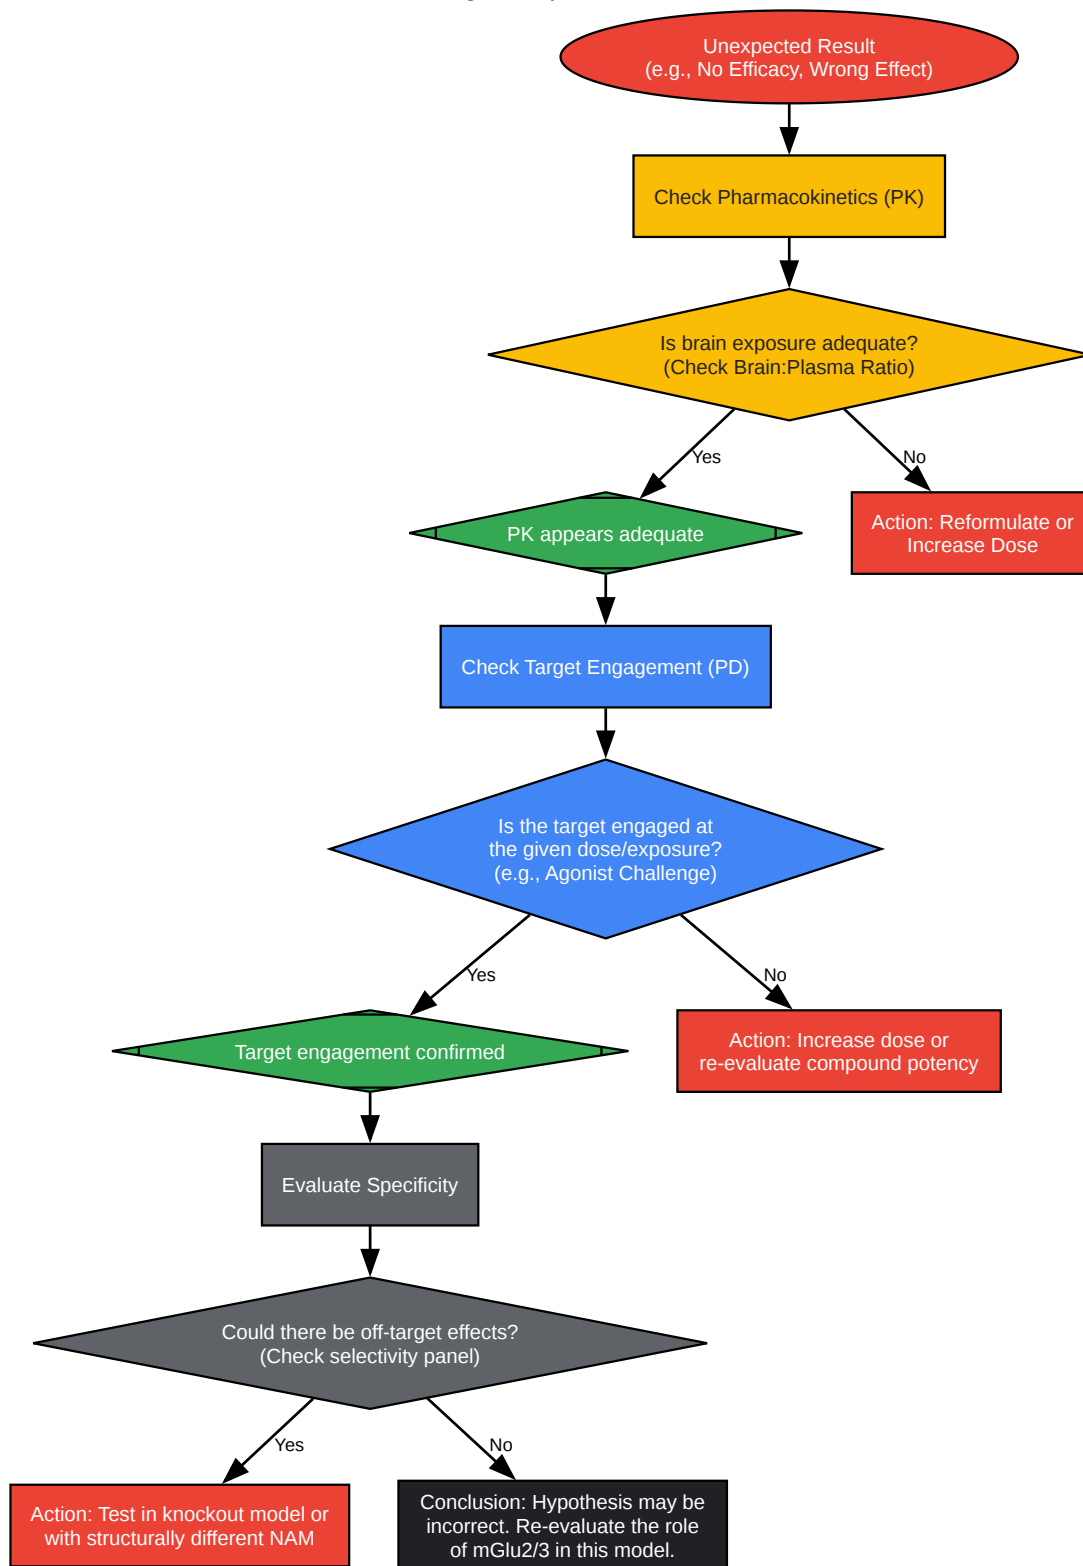 Unexpected Result
(e.g., No Efficacy, Wrong Effect)
Check Pharmacokinetics (PK)
Is brain exposure adequate?
(Check Brain:Plasma Ratio)
Yes
No
PK appears adequate
Action: Reformulate or
Increase Dose
Check Target Engagement (PD)
Is the target engaged at
the given dose/exposure?
(e.g., Agonist Challenge)
Yes
No
Target engagement confirmed
Action: Increase dose or
re-evaluate compound potency
Evaluate Specificity
Could there be off-target effects?
(Check selectivity panel)
Yes
No
Action: Test in knockout model or
with structurally different NAM
Conclusion: Hypothesis may be
incorrect. Re-evaluate the role
of mGlu2/3 in this model.